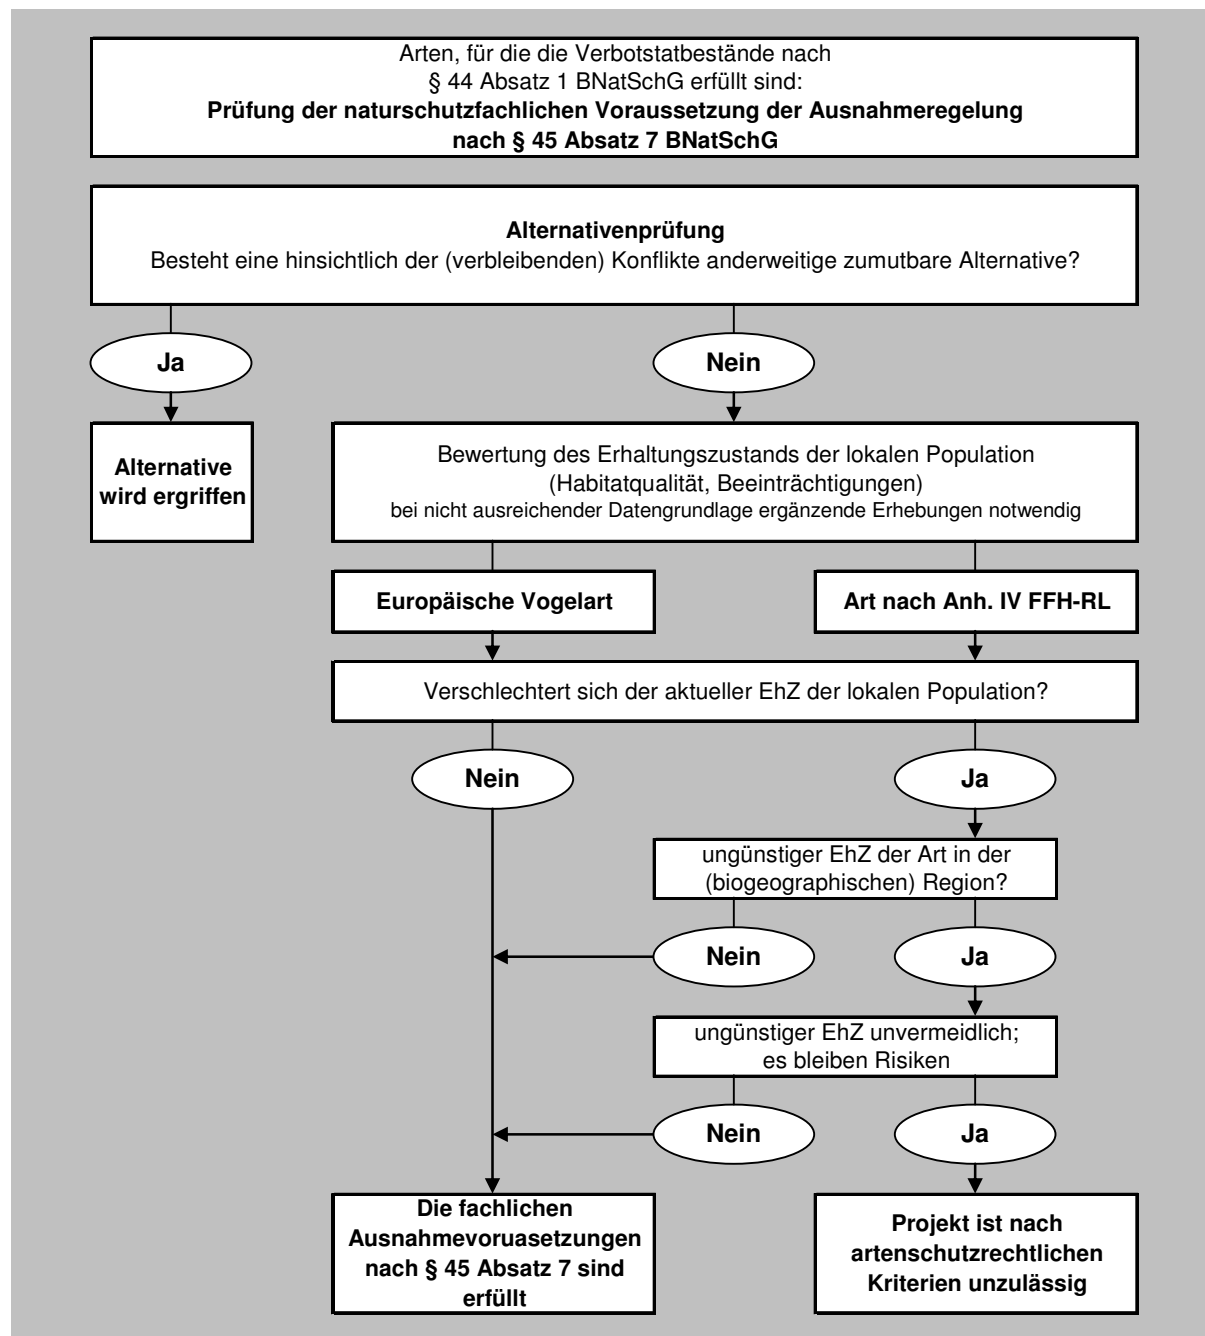 Arten, für die die Verbotstatbestände nach
§ 44 Absatz 1 BNatSchG erfüllt sind:
Prüfung der naturschutzfachlichen Voraussetzung der Ausnahmeregelung
nach § 45 Absatz 7 BNatSchG
Alternativenprüfung
Besteht eine hinsichtlich der (verbleibenden) Konflikte anderweitige zumutbare Alternative?
Ja
Nein
Alternative
wird ergriffen
Bewertung des Erhaltungszustands der lokalen Population
(Habitatqualität, Beeinträchtigungen)
bei nicht ausreichender Datengrundlage ergänzende Erhebungen notwendig
Europäische Vogelart
Art nach Anh. IV FFH-RL
Verschlechtert sich der aktueller EhZ der lokalen Population?
Nein
Ja
ungünstiger EhZ der Art in der
(biogeographischen) Region?
Nein
Ja
ungünstiger EhZ unvermeidlich;
es bleiben Risiken
Nein
Ja
Die fachlichen
Ausnahmevoruasetzungen
nach § 45 Absatz 7 sind
erfüllt
Projekt ist nach
artenschutzrechtlichen
Kriterien unzulässig